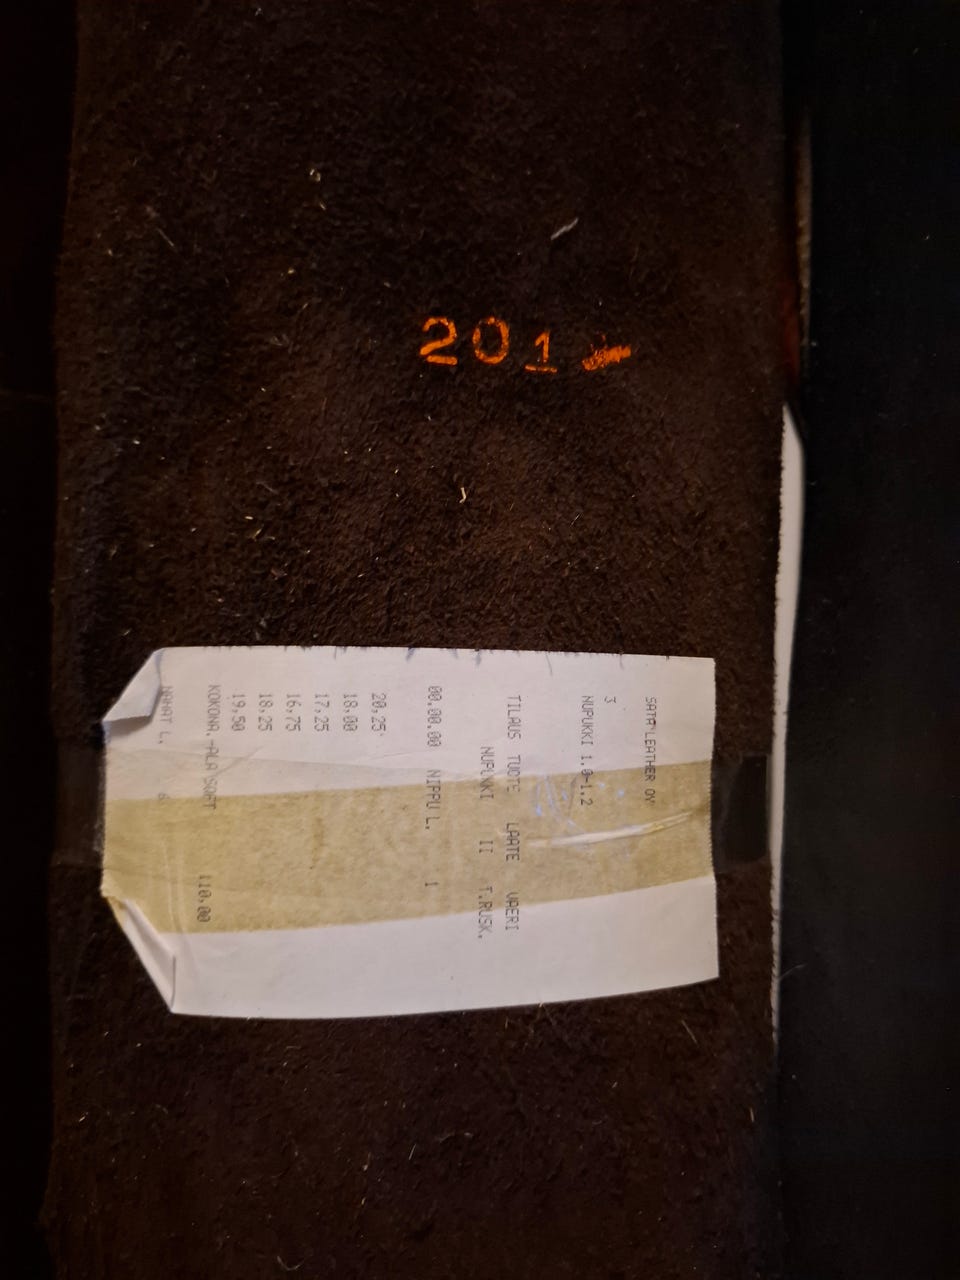 201
SATA LEATHER OY
3
NUPUKKI 1.0-1.2
TILAUS TUOTE LAATE VAERI
NUPUKKI II T.RUSK.
00.00.00 NIPPU L. 1
20,25
18,00
17,25
16,75
18,25
19,50
KOKONA.-ALA SQFT 110,00
NAHAT L. 6